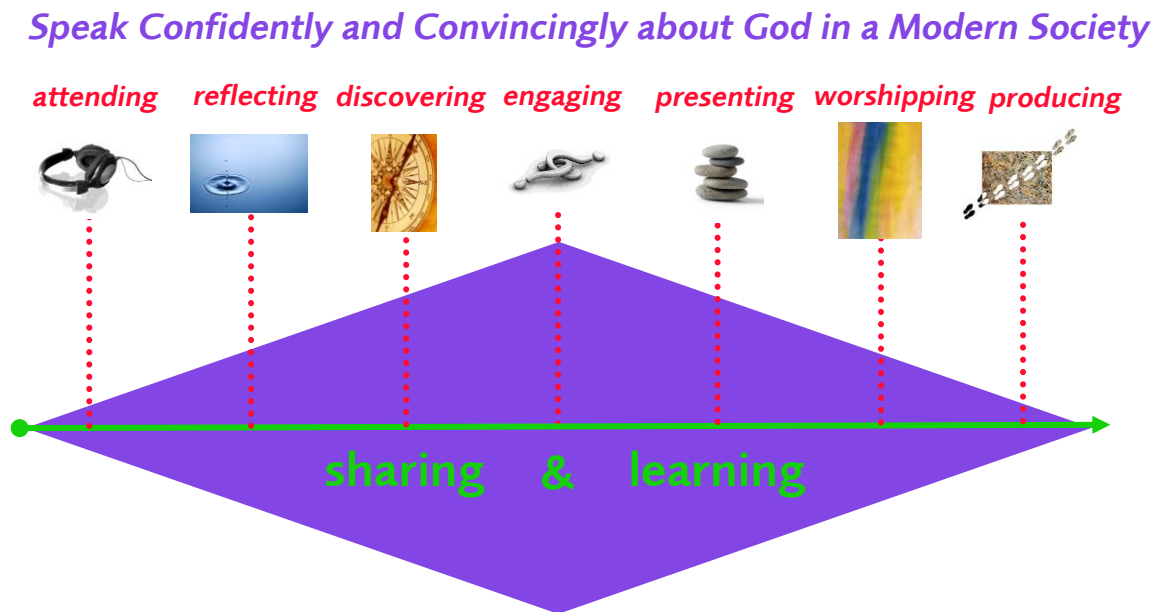 Speak Confidently and Convincingly about God in a Modern Society
attending reflecting discovering engaging presenting worshipping producing
sharing & learning